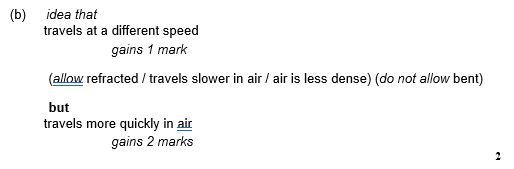 (b) idea that
travels at a different speed
gains 1 mark
(allow refracted / travels slower in air / air is less dense) (do not allow bent)
but
travels more quickly in air
gains 2 marks
2